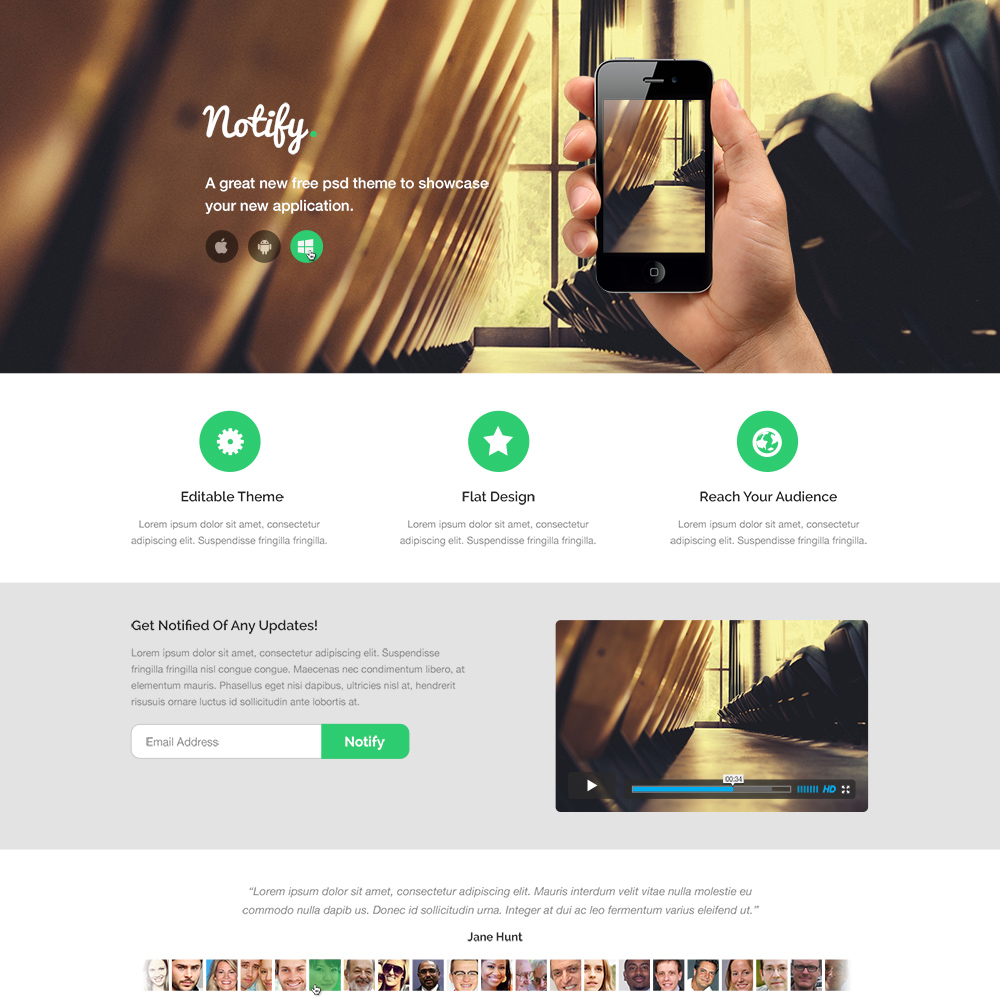 Notify.
A great new free psd theme to showcase
your new application.
Editable Theme
Flat Design
Reach Your Audience
Lorem ipsum dolor sit amet, consectetur
adipiscing elit. Suspendisse fringilla fringilla.
Lorem ipsum dolor sit amet, consectetur
adipiscing elit. Suspendisse fringilla fringilla.
Lorem ipsum dolor sit amet, consectetur
adipiscing elit. Suspendisse fringilla fringilla.
Get Notified Of Any Updates!
Lorem ipsum dolor sit amet, consectetur adipiscing elit. Suspendisse
fringilla fringilla nisl congue congue. Maecenas nec condimentum libero, at
elementum mauris. Phasellus eget nisi dapibus, ultricies nisl at, hendrerit
risusuis ornare luctus id sollicitudin ante lobortis at.
Email Address
Notify
00:34
HD
“Lorem ipsum dolor sit amet, consectetur adipiscing elit. Mauris interdum velit vitae nulla molestie eu
commodo nulla dapib us. Donec id sollicitudin urna. Integer at dui ac leo fermentum varius eleifend ut.”
Jane Hunt